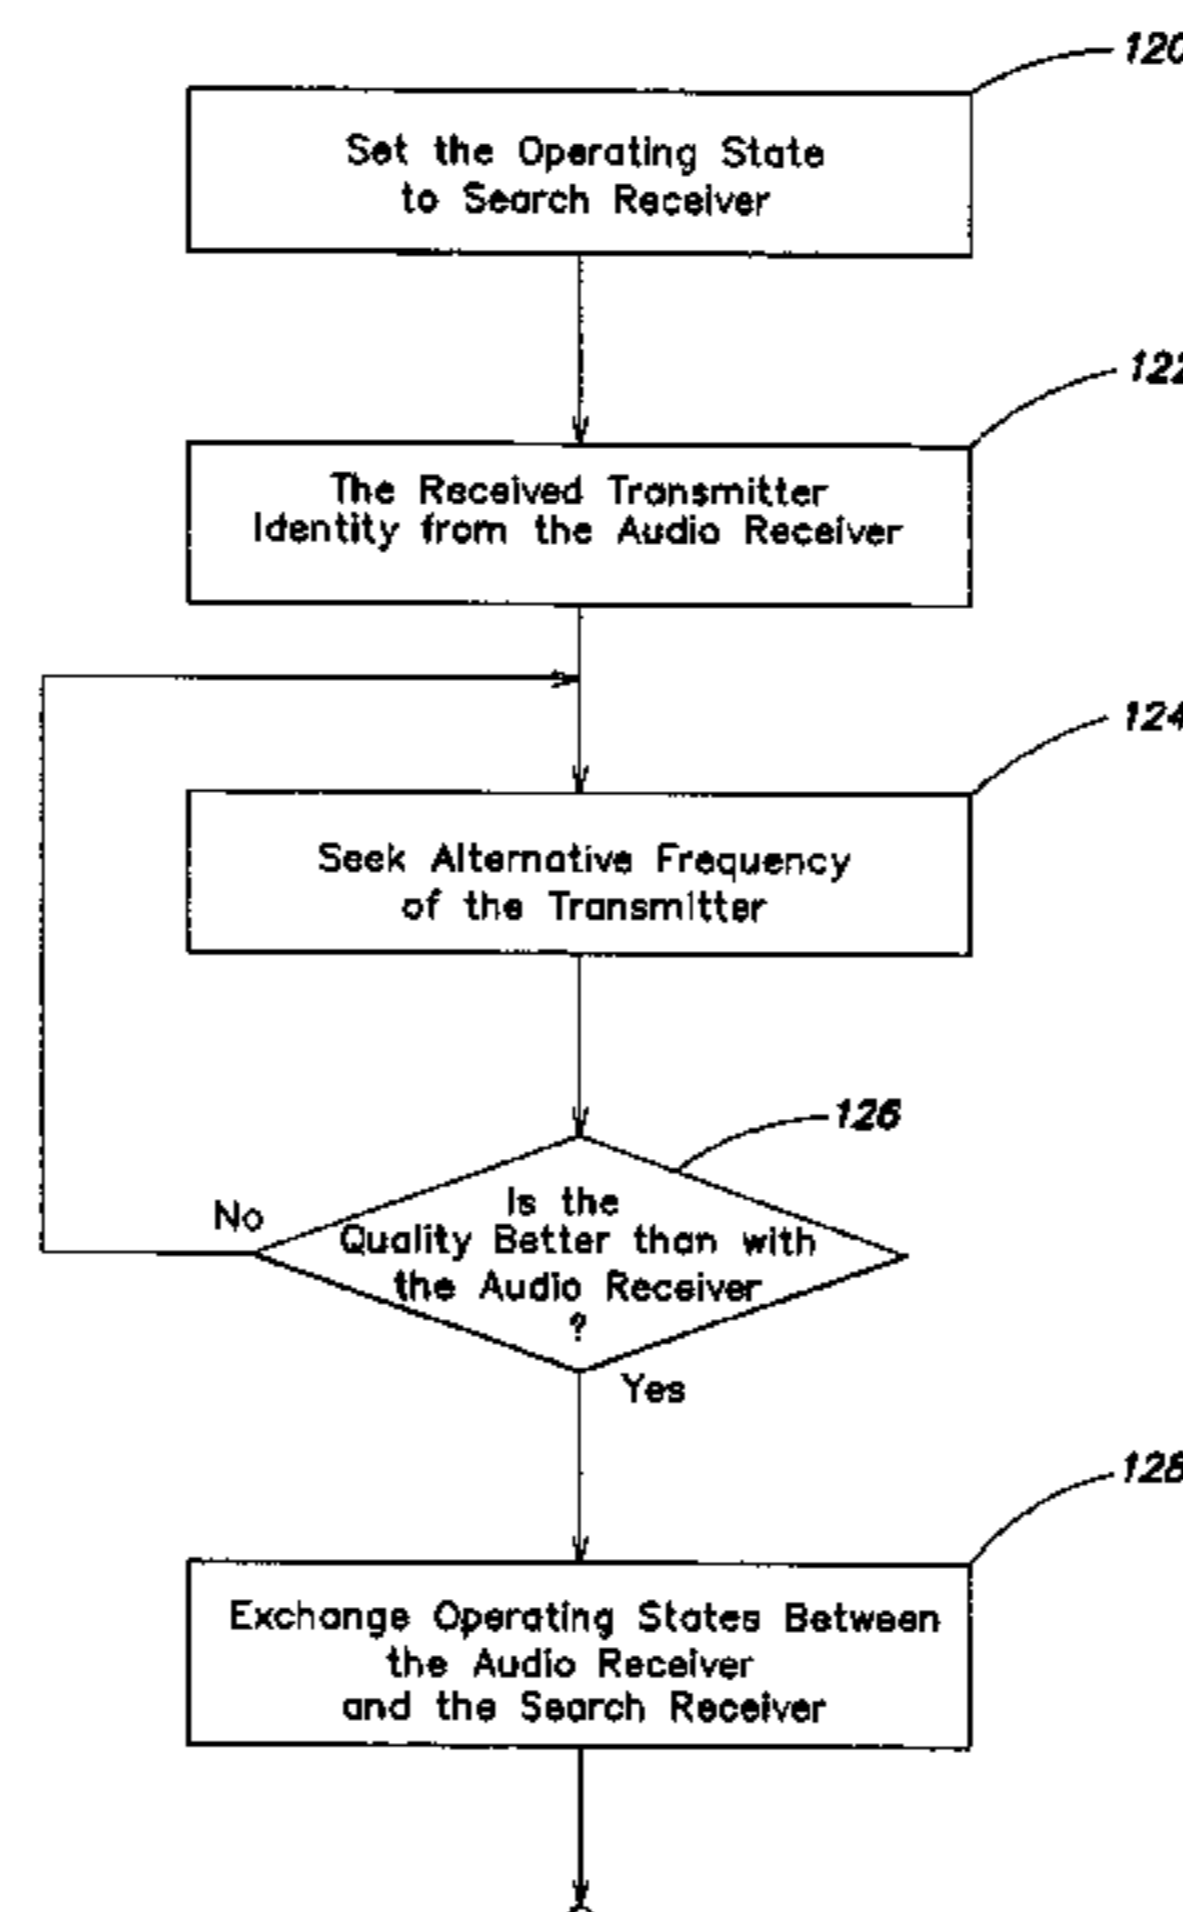 120
Set the Operating State
to Search Receiver
122
The Received Transmitter
Identity from the Audio Receiver
124
Seek Alternative Frequency
of the Transmitter
126
Is the
Quality Better than with
the Audio Receiver
?
No
Yes
128
Exchange Operating States Between
the Audio Receiver
and the Search Receiver